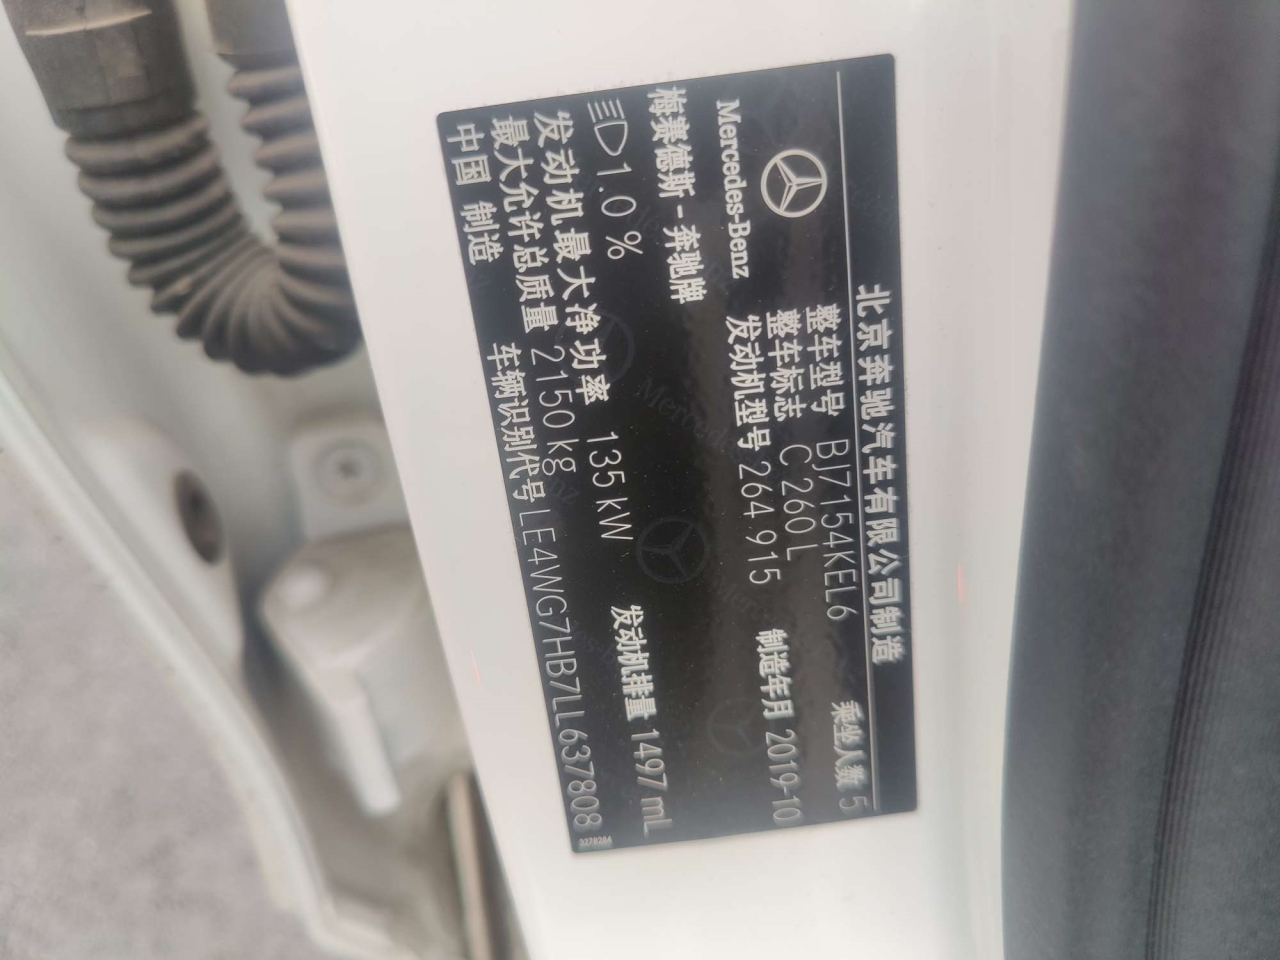 北京奔驰汽车有限公司制造
整车型号 BJ7154KEL6 乘坐人数 5
整车标志 C 260 L
发动机型号 264 915 制造年月 2019-10
Mercedes-Benz
梅赛德斯-奔驰牌
发动机排量 1497 mL
1.0 %
发动机最大净功率 135 kW
最大允许总质量 2150 kg
中国 制造 车辆识别代号 LE4WG7HB7LL637808
3278284